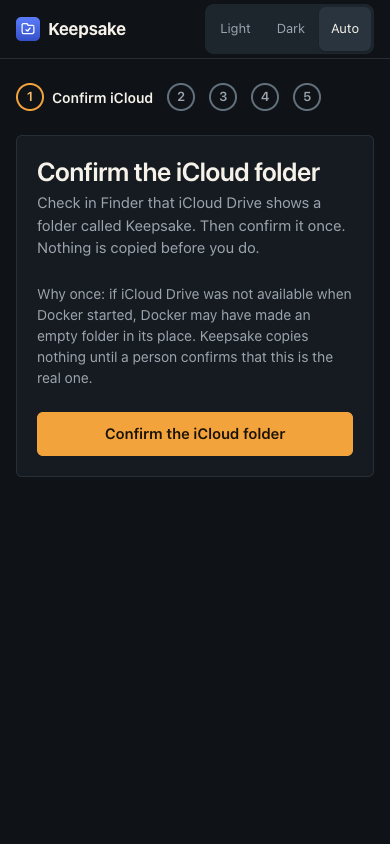 Keepsake
Light
Dark
Auto
1
Confirm iCloud
2
3
4
5
Confirm the iCloud folder
Check in Finder that iCloud Drive shows a
folder called Keepsake. Then confirm it once.
Nothing is copied before you do.
Why once: if iCloud Drive was not available when
Docker started, Docker may have made an
empty folder in its place. Keepsake copies
nothing until a person confirms that this is the
real one.
Confirm the iCloud folder